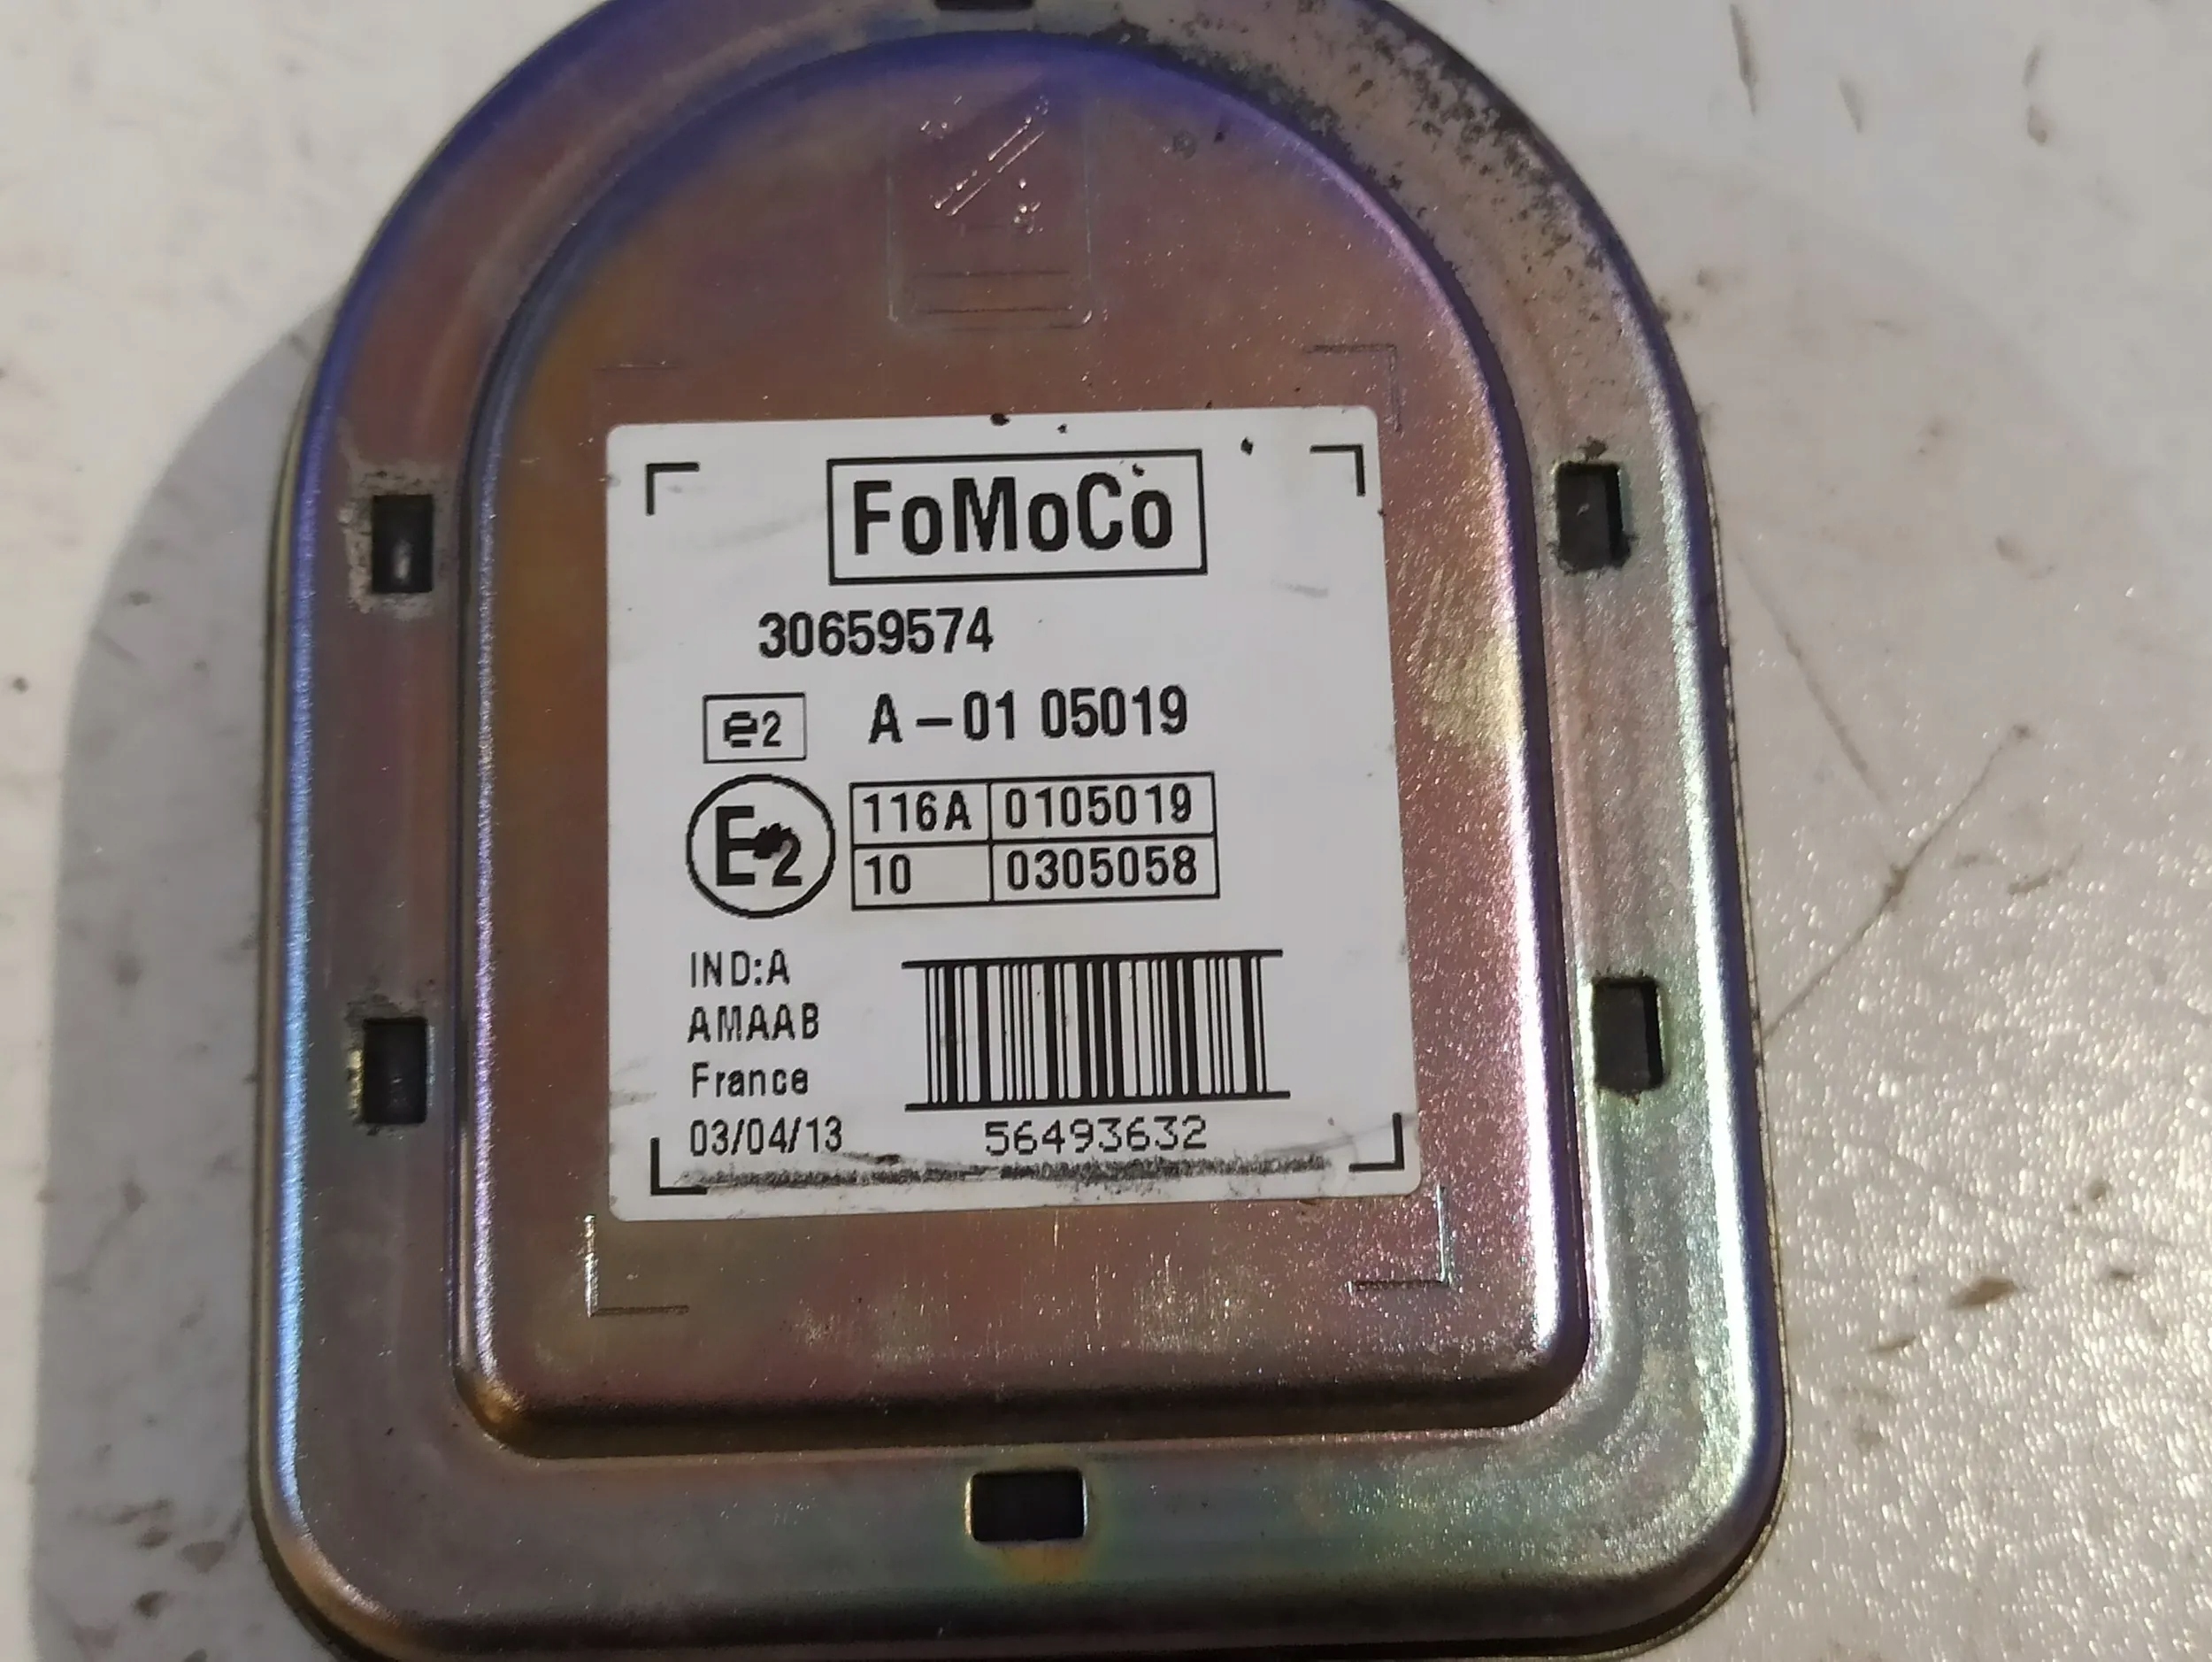 FoMoCo
30659574
e2 A-01 05019
E2 116A 0105019
10 0305058
IND:A
AMAAB
France
03/04/13 56493632